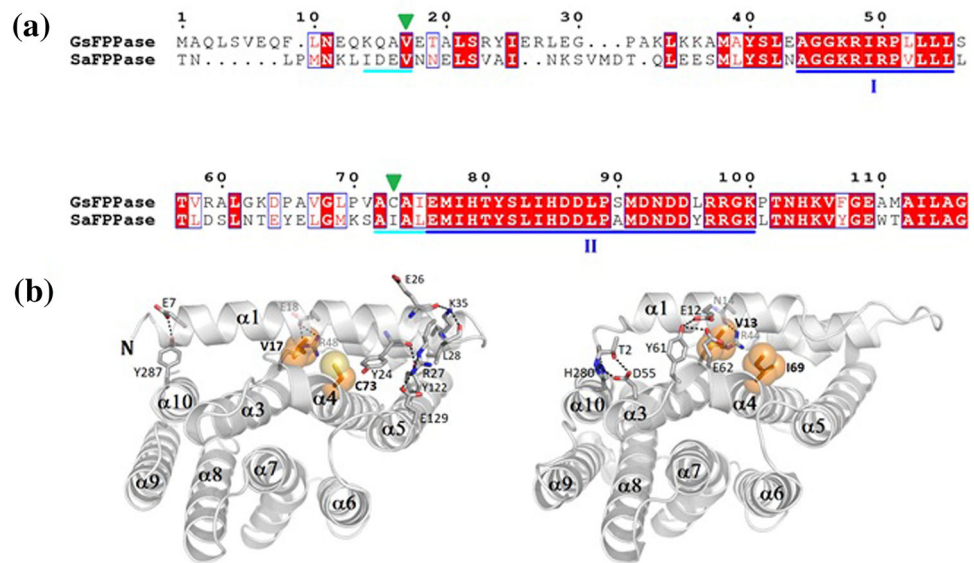 (a)
1 10 20 30 40 50
GsFPPase MAQLSVEQF.LNEQKQAVETALSRYIERLEG...PAKLKKAMAYSLEAGGKRIRPLLLLS
SaFPPase TN......LPMNKLIDEVNNELSVAI..NKSVMDT.QLEESMLYSLNAGGKRIRPVLLLL
I
60 70 80 90 100 110
GsFPPase TVRALGKDPAVGLPVACAIEMIHTYSLIHDDLPSMDNDDLRRGKPTNHKVFGEAMAILAG
SaFPPase TLDSLNTEYELGMKSAIALEMIHTYSLIHDDLPAMDNDDYRRGKLTNHKVYGEWTAILAG
II
(b)
E7
N
Y287
α1
E18
V17
R48
E26
K35
L28
Y24
R27
Y122
C73
E129
α10
α3
α4
α5
α9
α8
α7
α6
α1
E12
N14
V13
R44
T2
Y61
E62
I69
H280
D55
α10
α3
α4
α5
α9
α8
α7
α6